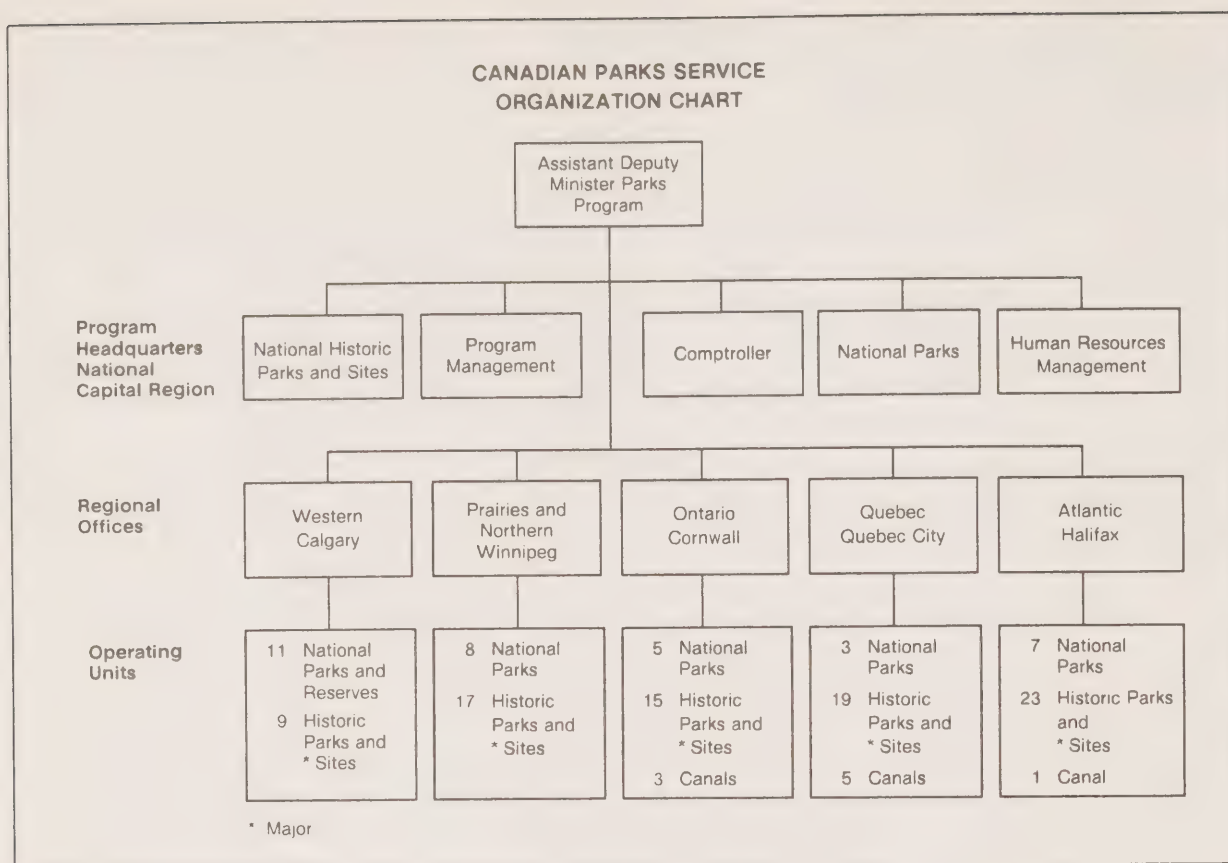 CANADIAN PARKS SERVICE
ORGANIZATION CHART
Assistant Deputy
Minister Parks
Program
Program
Headquarters
National
Capital Region
National Historic
Parks and Sites
Program
Management
Comptroller
National Parks
Human Resources
Management
Regional
Offices
Western
Calgary
Prairies and
Northern
Winnipeg
Ontario
Cornwall
Quebec
Quebec City
Atlantic
Halifax
Operating
Units
11 National
Parks and
Reserves
9 Historic
Parks and
* Sites
8 National
Parks
17 Historic
Parks and
* Sites
5 National
Parks
15 Historic
Parks and
* Sites
3 Canals
3 National
Parks
19 Historic
Parks and
* Sites
5 Canals
7 National
Parks
23 Historic Parks
and
* Sites
1 Canal
* Major